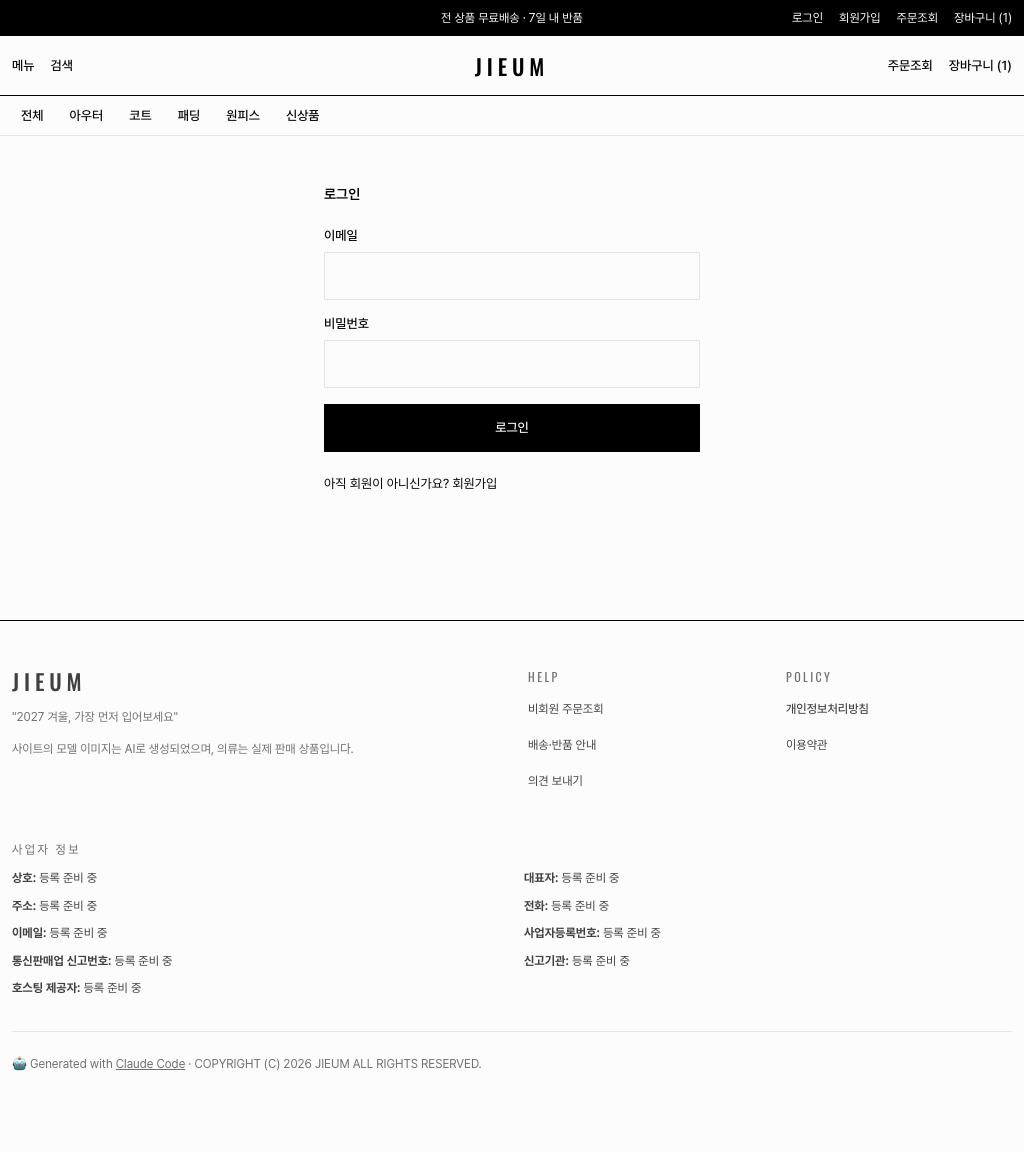 전 상품 무료배송 · 7일 내 반품
로그인 회원가입 주문조회 장바구니 (1)
메뉴 검색
JIEUM
주문조회 장바구니 (1)
전체 아우터 코트 패딩 원피스 신상품
로그인
이메일
비밀번호
로그인
아직 회원이 아니신가요? 회원가입
JIEUM
"2027 겨울, 가장 먼저 입어보세요"
사이트의 모델 이미지는 AI로 생성되었으며, 의류는 실제 판매 상품입니다.
HELP
비회원 주문조회
배송·반품 안내
의견 보내기
POLICY
개인정보처리방침
이용약관
사업자 정보
상호: 등록 준비 중
대표자: 등록 준비 중
주소: 등록 준비 중
전화: 등록 준비 중
이메일: 등록 준비 중
사업자등록번호: 등록 준비 중
통신판매업 신고번호: 등록 준비 중
신고기관: 등록 준비 중
호스팅 제공자: 등록 준비 중
🤖 Generated with Claude Code · COPYRIGHT (C) 2026 JIEUM ALL RIGHTS RESERVED.